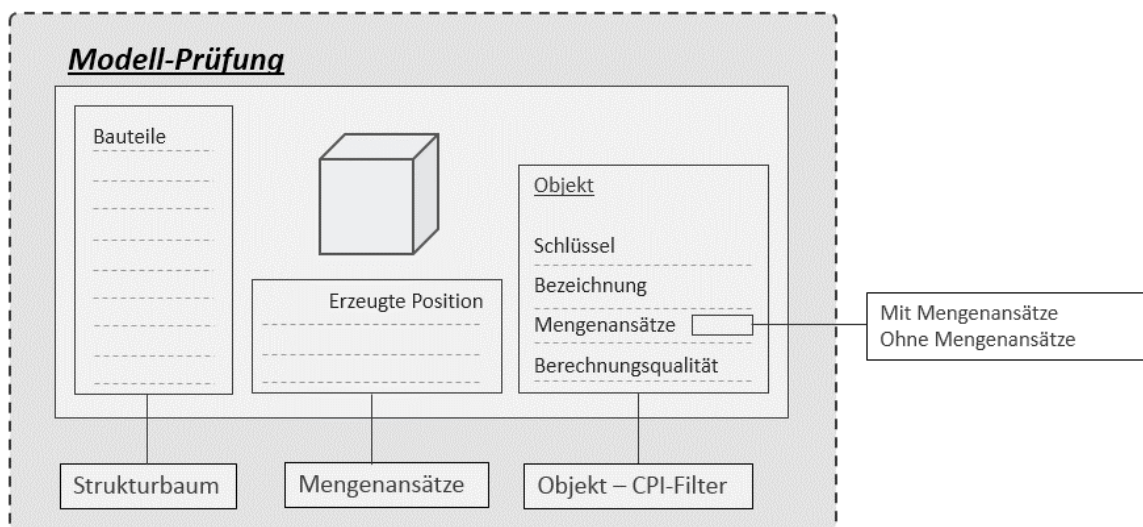 Modell-Prüfung
Bauteile
Erzeugte Position
Objekt
Schlüssel
Bezeichnung
Mengenansätze
Berechnungsqualität
Mit Mengenansätze
Ohne Mengenansätze
Strukturbaum
Mengenansätze
Objekt – CPI-Filter